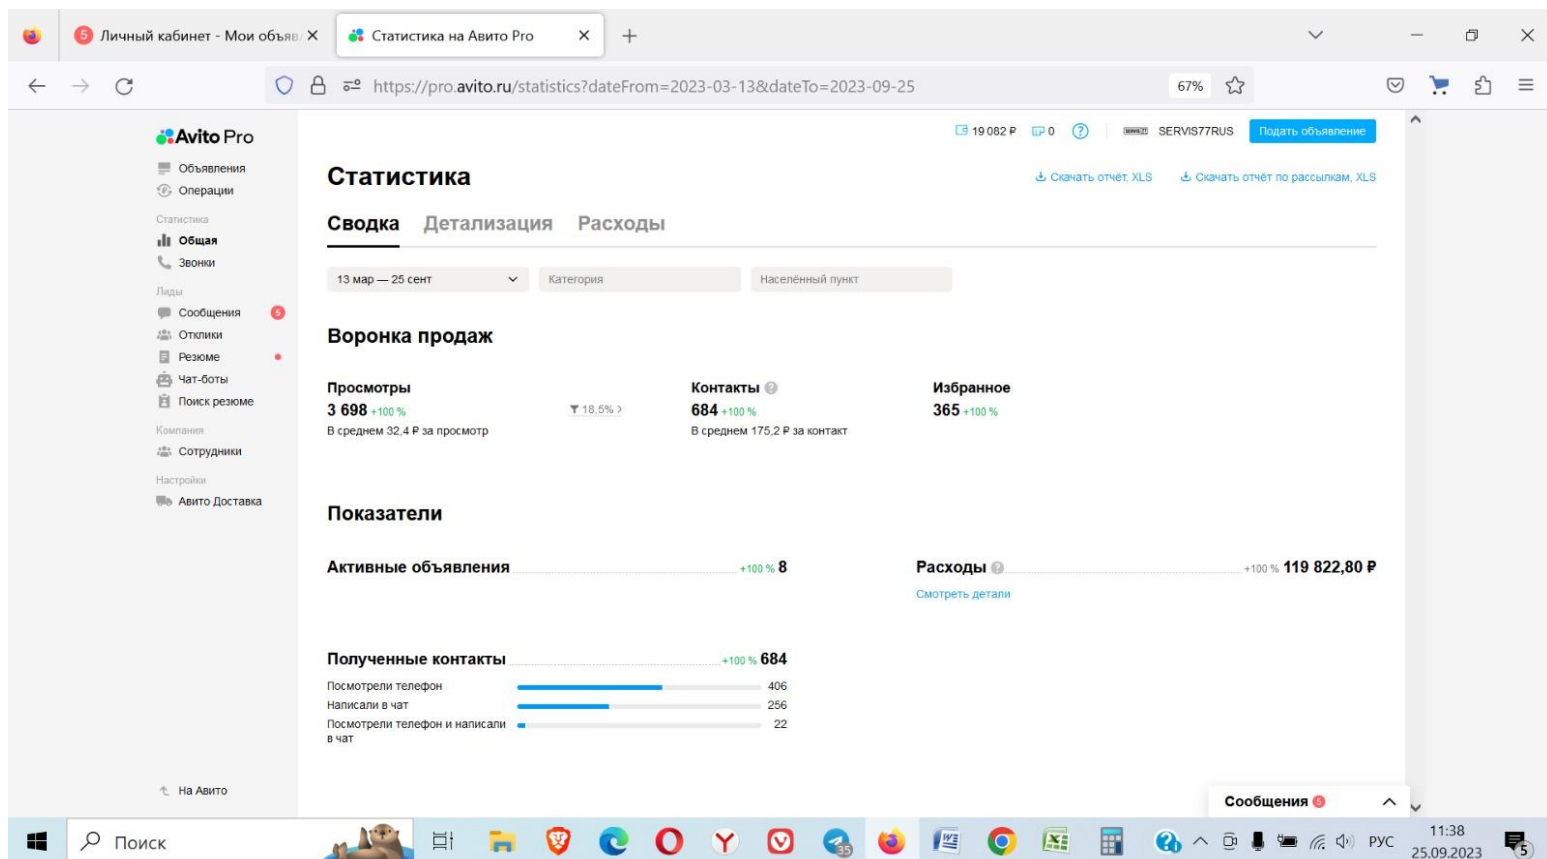 5 Личный кабинет - Мои объяв
Статистика на Авито Pro
https://pro.avito.ru/statistics?dateFrom=2023-03-13&dateTo=2023-09-25
67%
Avito Pro
19 082 ₽
0
SERVIS77RUS
Подать объявление
Объявления
Операции
Статистика
Общая
Звонки
Лиды
Сообщения 5
Отклики
Резюме
Чат-боты
Поиск резюме
Компания
Сотрудники
Настройки
Авито Доставка
На Авито
Статистика
Скачать отчёт, XLS
Скачать отчёт по рассылкам, XLS
Сводка Детализация Расходы
13 мар — 25 сент
Категория
Населённый пункт
Воронка продаж
Просмотры
3 698 +100 %
В среднем 32,4 ₽ за просмотр
18,5% >
Контакты ?
684 +100 %
В среднем 175,2 ₽ за контакт
Избранное
365 +100 %
Показатели
Активные объявления +100 % 8
Расходы ? +100 % 119 822,80 ₽
Смотреть детали
Полученные контакты +100 % 684
Посмотрели телефон 406
Написали в чат 256
Посмотрели телефон и написали 22
в чат
Сообщения 5
Поиск
35
РУС
11:38
25.09.2023
5